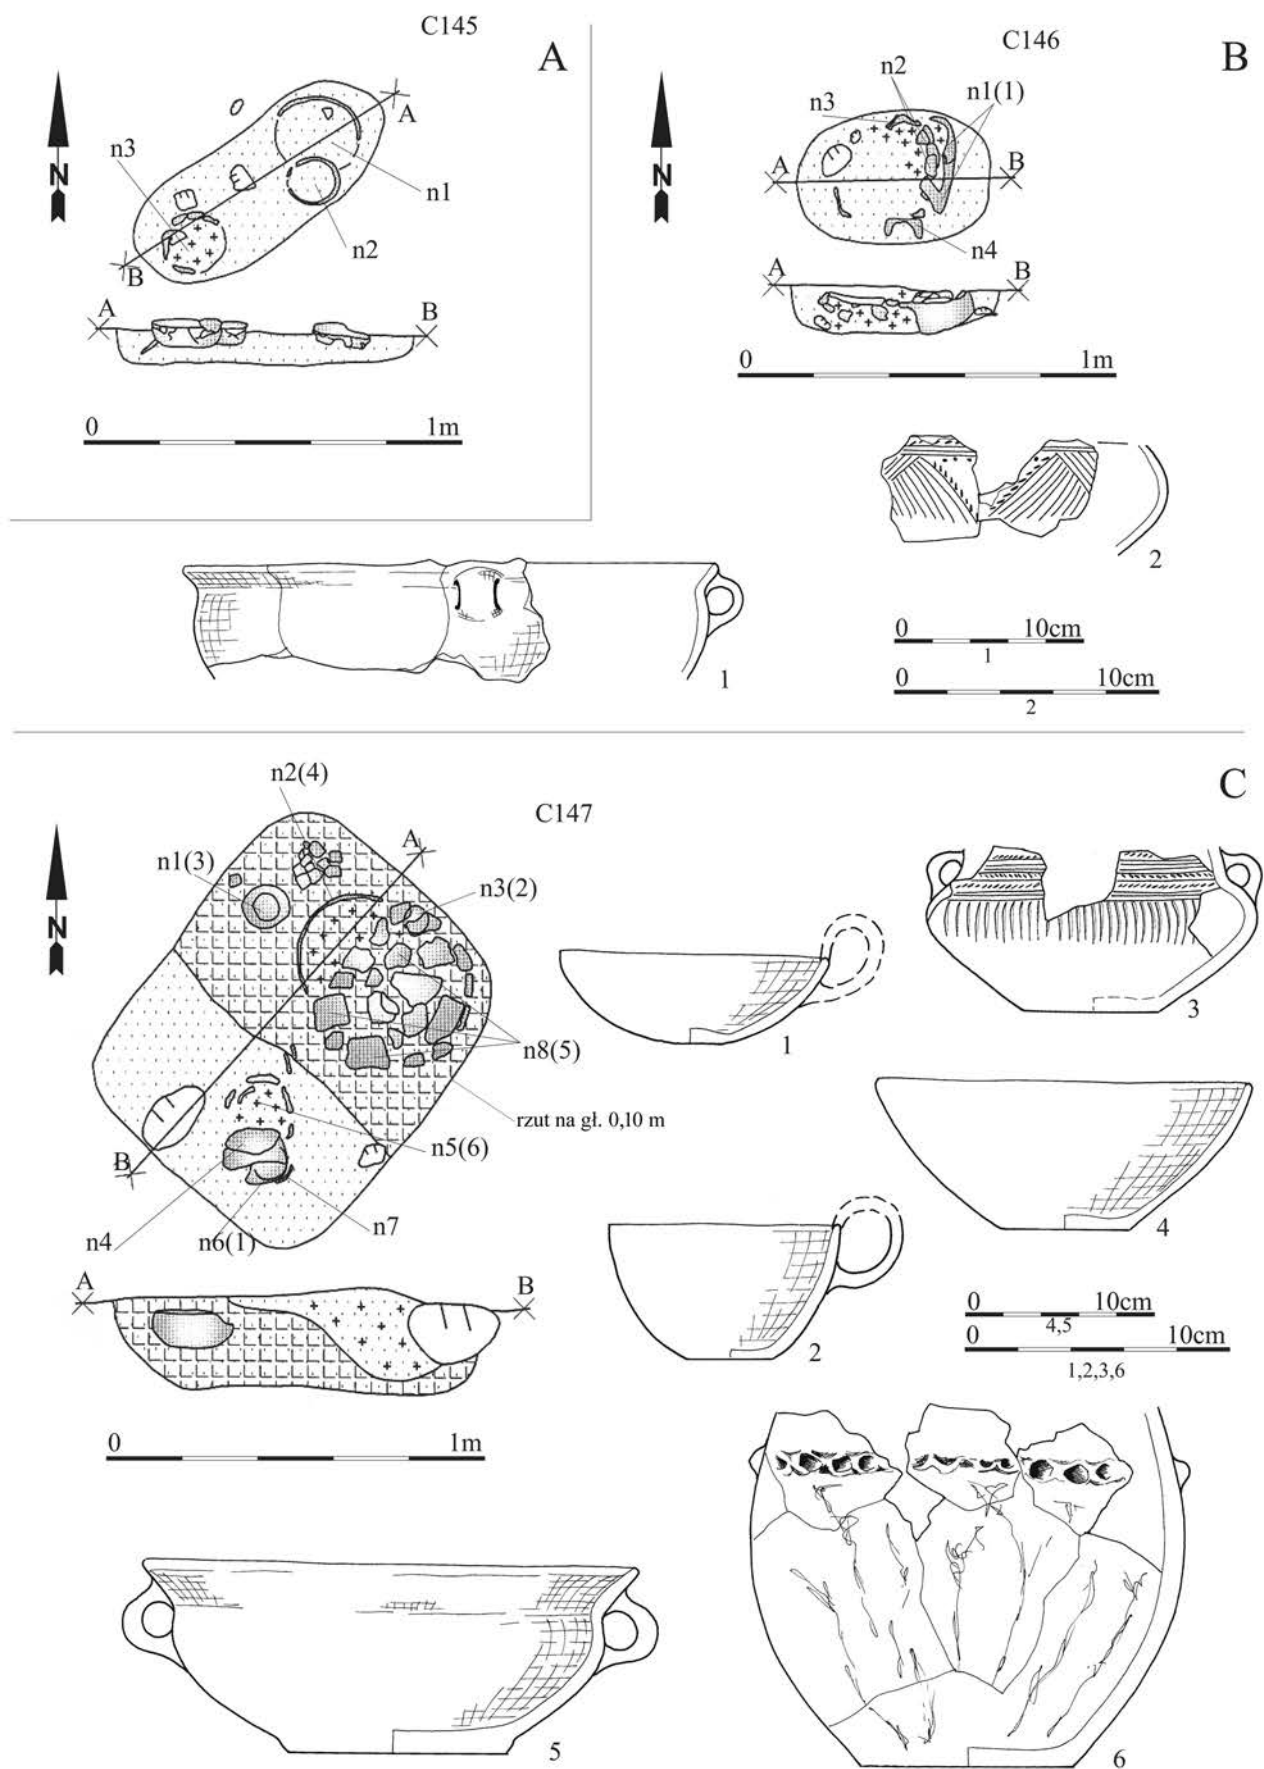 C145
A
N
A
n3
n1
n2
B
A
B
0 1m
C146
B
n2
n3
n1(1)
N
A
B
n4
A
B
0 1m
2
0 10cm
1
0 10cm
2
1
C
C147
n2(4)
A
n1(3)
n3(2)
N
n8(5)
rzut na gł. 0,10 m
n5(6)
B
n7
n4
n6(1)
A
B
0 1m
1
3
4
2
0 10cm
4,5
0 10cm
1,2,3,6
5
6